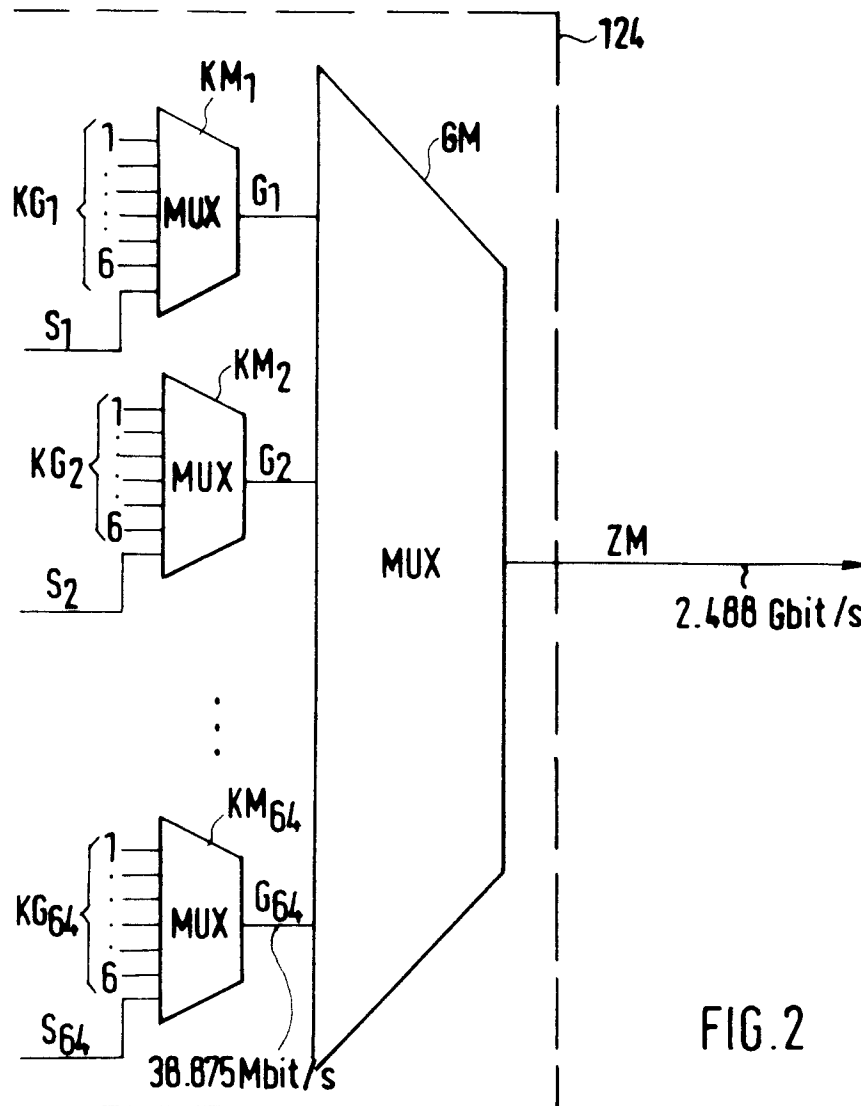 124
KM1
GM
1
.
.
.
6
KG1
MUX
G1
S1
KM2
1
.
.
.
6
KG2
MUX
G2
S2
MUX
ZM
2.488 Gbit/s
.
.
.
KM64
1
.
.
.
6
KG64
MUX
G64
S64
38.875Mbit/s
FIG.2